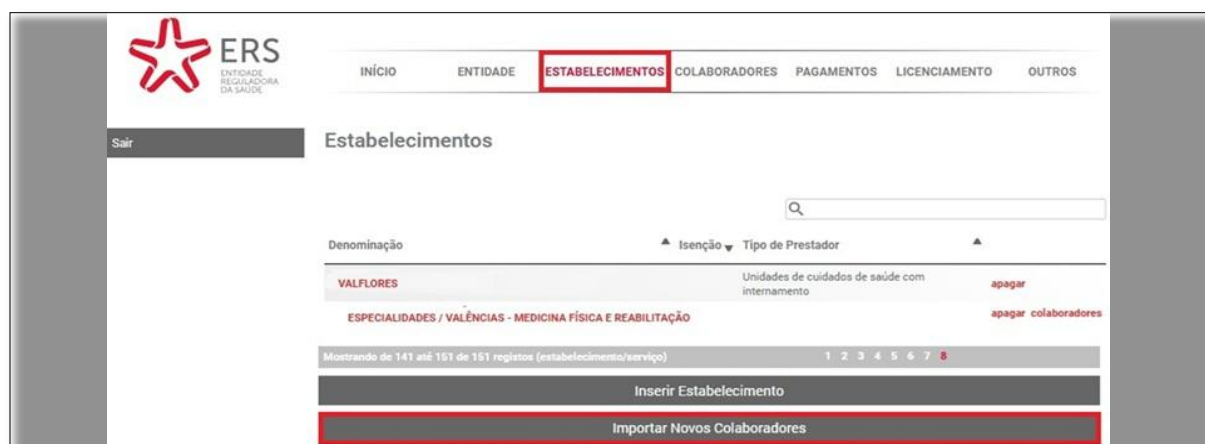 ERS
ENTIDADE
REGULADORA
DA SAÚDE
INÍCIO ENTIDADE ESTABELECIMENTOS COLABORADORES PAGAMENTOS LICENCIAMENTO OUTROS
Sair
Estabelecimentos
Denominação Isenção Tipo de Prestador
VALFLORES Unidades de cuidados de saúde com
internamento apagar
ESPECIALIDADES / VALÊNCIAS - MEDICINA FÍSICA E REABILITAÇÃO apagar colaboradores
Mostrando de 141 até 151 de 151 registos (estabelecimento/serviço) 1 2 3 4 5 6 7 8
Inserir Estabelecimento
Importar Novos Colaboradores